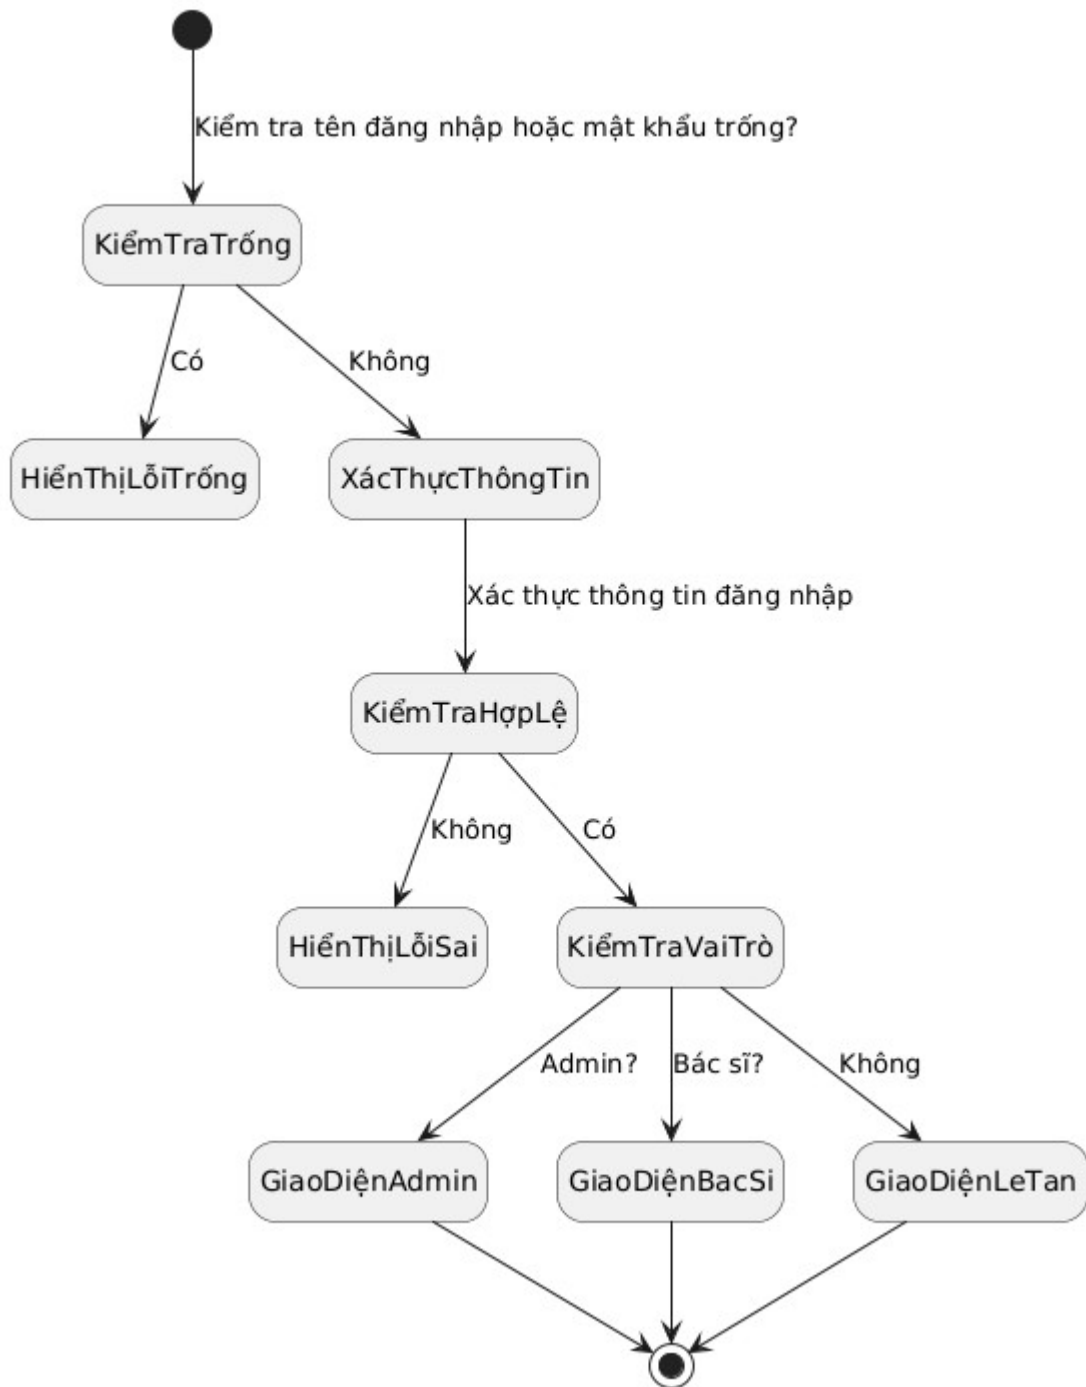 Kiểm tra tên đăng nhập hoặc mật khẩu trống?
KiểmTraTrống
Có
Không
HiểnThịLỗiTrống
XácThựcThôngTin
Xác thực thông tin đăng nhập
KiểmTraHợpLệ
Không
Có
HiểnThịLỗiSai
KiểmTraVaiTrò
Admin?
Bác sĩ?
Không
GiaoDiệnAdmin
GiaoDiệnBacSi
GiaoDiệnLeTan